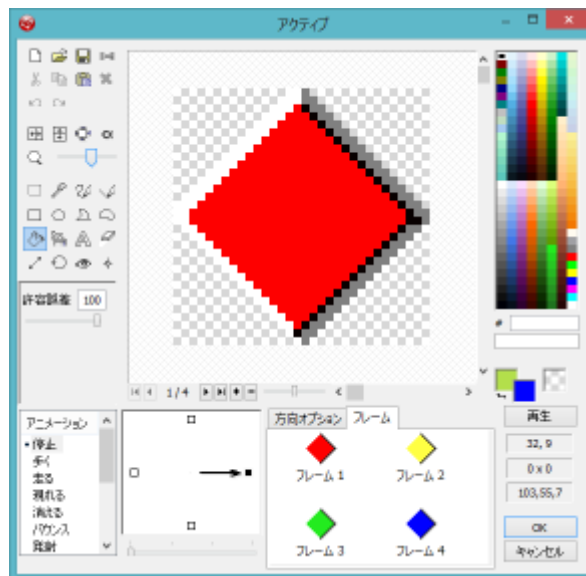 アクティブ
許容誤差 100
1/4
#
アニメーション
停止
歩く
走る
現れる
消える
バウンス
発射
方向オプション フレーム
フレーム 1 フレーム 2
フレーム 3 フレーム 4
再生
32, 9
0 x 0
103,55,7
OK
キャンセル